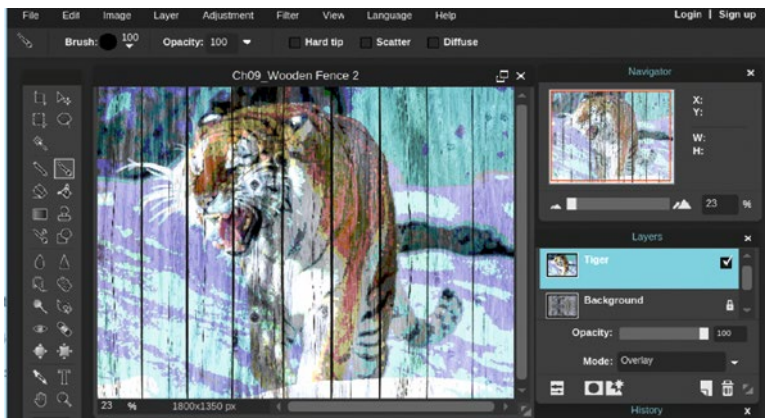 File Edit Image Layer Adjustment Filter View Language Help Login | Sign up
Brush: 100 Opacity: 100 Hard tip Scatter Diffuse
Ch09_Wooden Fence 2
Navigator
X:
Y:
W:
H:
23 %
Layers
Tiger
Background
Opacity: 100
Mode: Overlay
23 % 1800x1350 px
History